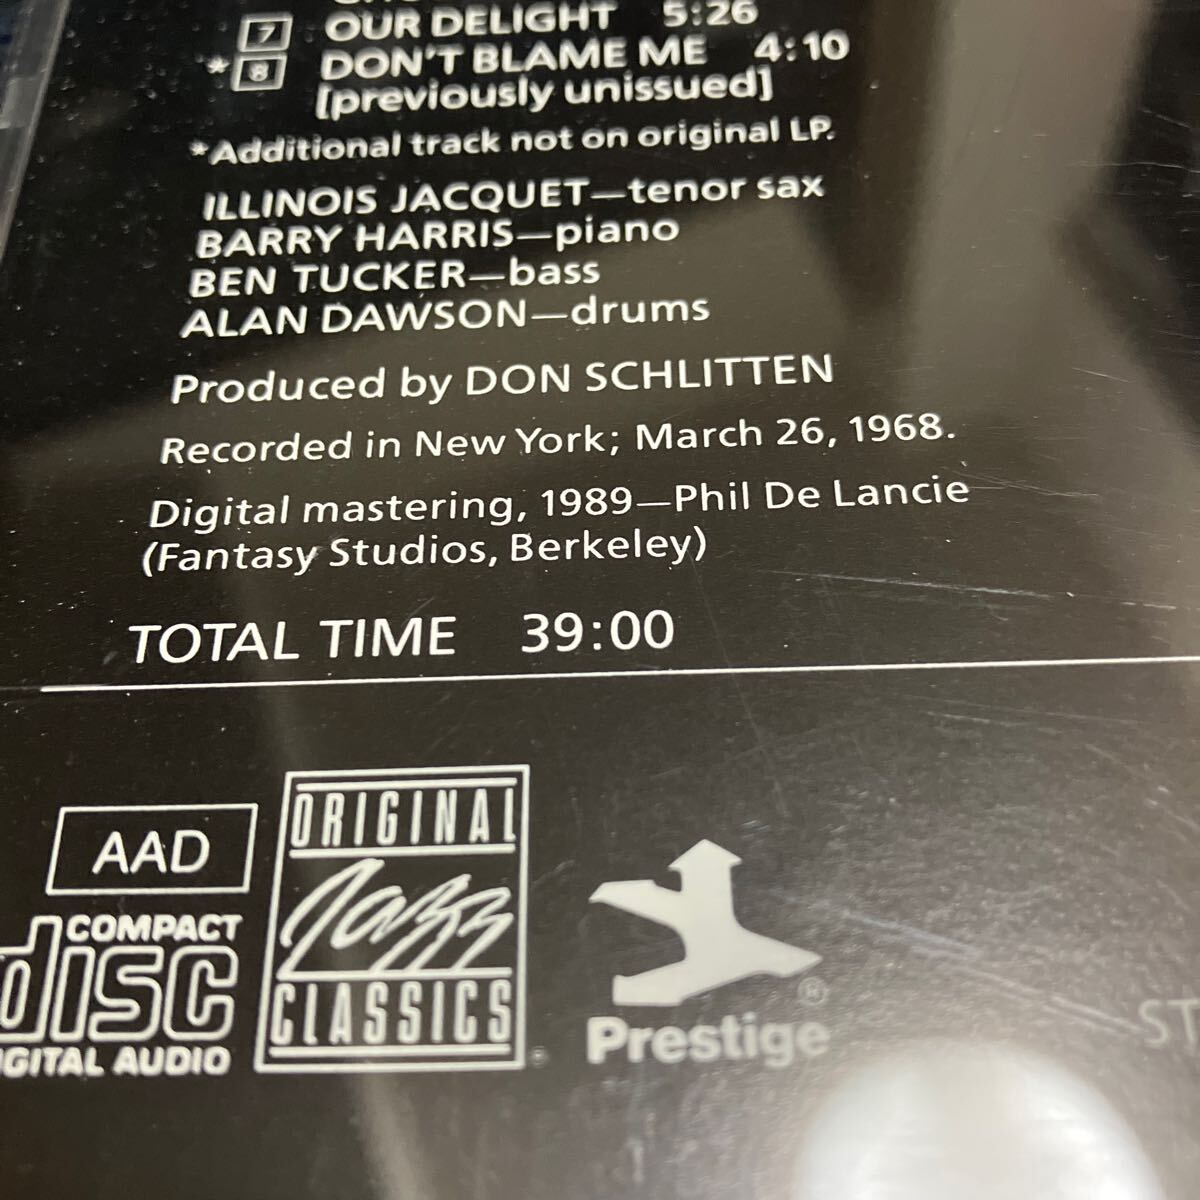 7 OUR DELIGHT 5:26
*8 DON'T BLAME ME 4:10
[previously unissued]
*Additional track not on original LP.
ILLINOIS JACQUET—tenor sax
BARRY HARRIS—piano
BEN TUCKER—bass
ALAN DAWSON—drums
Produced by DON SCHLITTEN
Recorded in New York; March 26, 1968.
Digital mastering, 1989—Phil De Lancie
(Fantasy Studios, Berkeley)
TOTAL TIME 39:00
AAD
COMPACT
disc
DIGITAL AUDIO
ORIGINAL
Jazz
CLASSICS
®
Prestige
ST